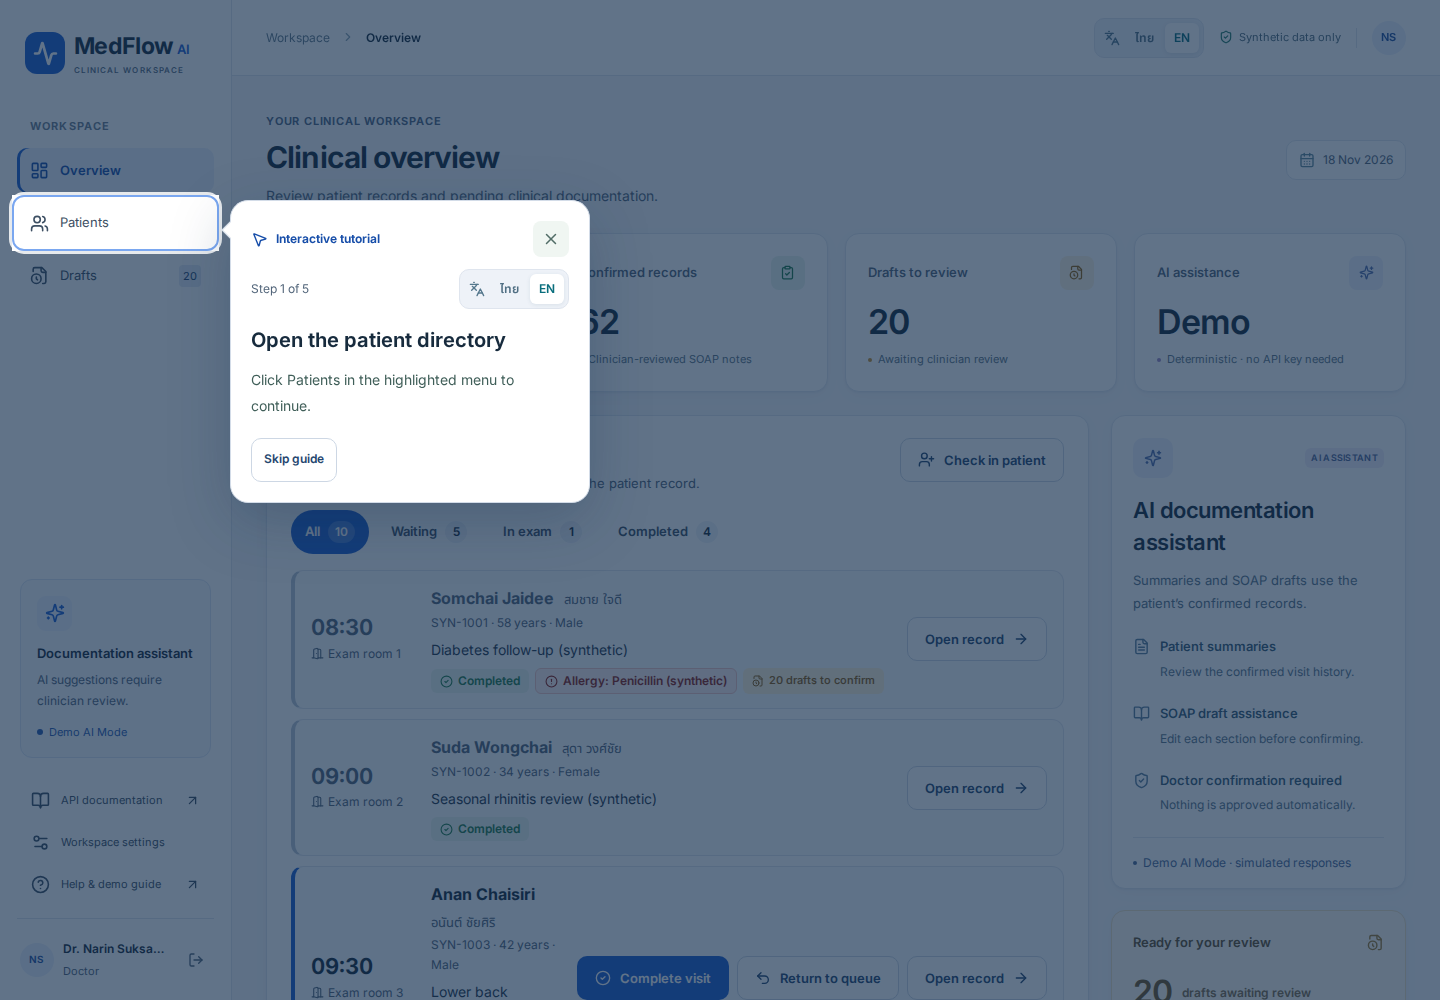 MedFlow AI
CLINICAL WORKSPACE
WORKSPACE
Overview
Patients
Drafts 20
Documentation assistant
AI suggestions require
clinician review.
Demo AI Mode
API documentation
Workspace settings
Help & demo guide
NS
Dr. Narin Suksa...
Doctor
Workspace > Overview
ไทย EN
Synthetic data only
NS
YOUR CLINICAL WORKSPACE
Clinical overview
18 Nov 2026
Review patient records and pending clinical documentation.
Interactive tutorial
Step 1 of 5
ไทย EN
Open the patient directory
Click Patients in the highlighted menu to
continue.
Skip guide
onfirmed records
62
Clinician-reviewed SOAP notes
Drafts to review
20
Awaiting clinician review
AI assistance
Demo
Deterministic · no API key needed
Check in patient
he patient record.
All 10
Waiting 5
In exam 1
Completed 4
08:30
Exam room 1
Somchai Jaidee สมชาย ใจดี
SYN-1001 · 58 years · Male
Diabetes follow-up (synthetic)
Completed
Allergy: Penicillin (synthetic)
20 drafts to confirm
Open record
09:00
Exam room 2
Suda Wongchai สุดา วงศ์ชัย
SYN-1002 · 34 years · Female
Seasonal rhinitis review (synthetic)
Completed
Open record
09:30
Exam room 3
Anan Chaisiri
อนันต์ ชัยศิริ
SYN-1003 · 42 years ·
Male
Lower back
Complete visit
Return to queue
Open record
AI ASSISTANT
AI documentation
assistant
Summaries and SOAP drafts use the
patient's confirmed records.
Patient summaries
Review the confirmed visit history.
SOAP draft assistance
Edit each section before confirming.
Doctor confirmation required
Nothing is approved automatically.
Demo AI Mode · simulated responses
Ready for your review
20 drafts awaiting review